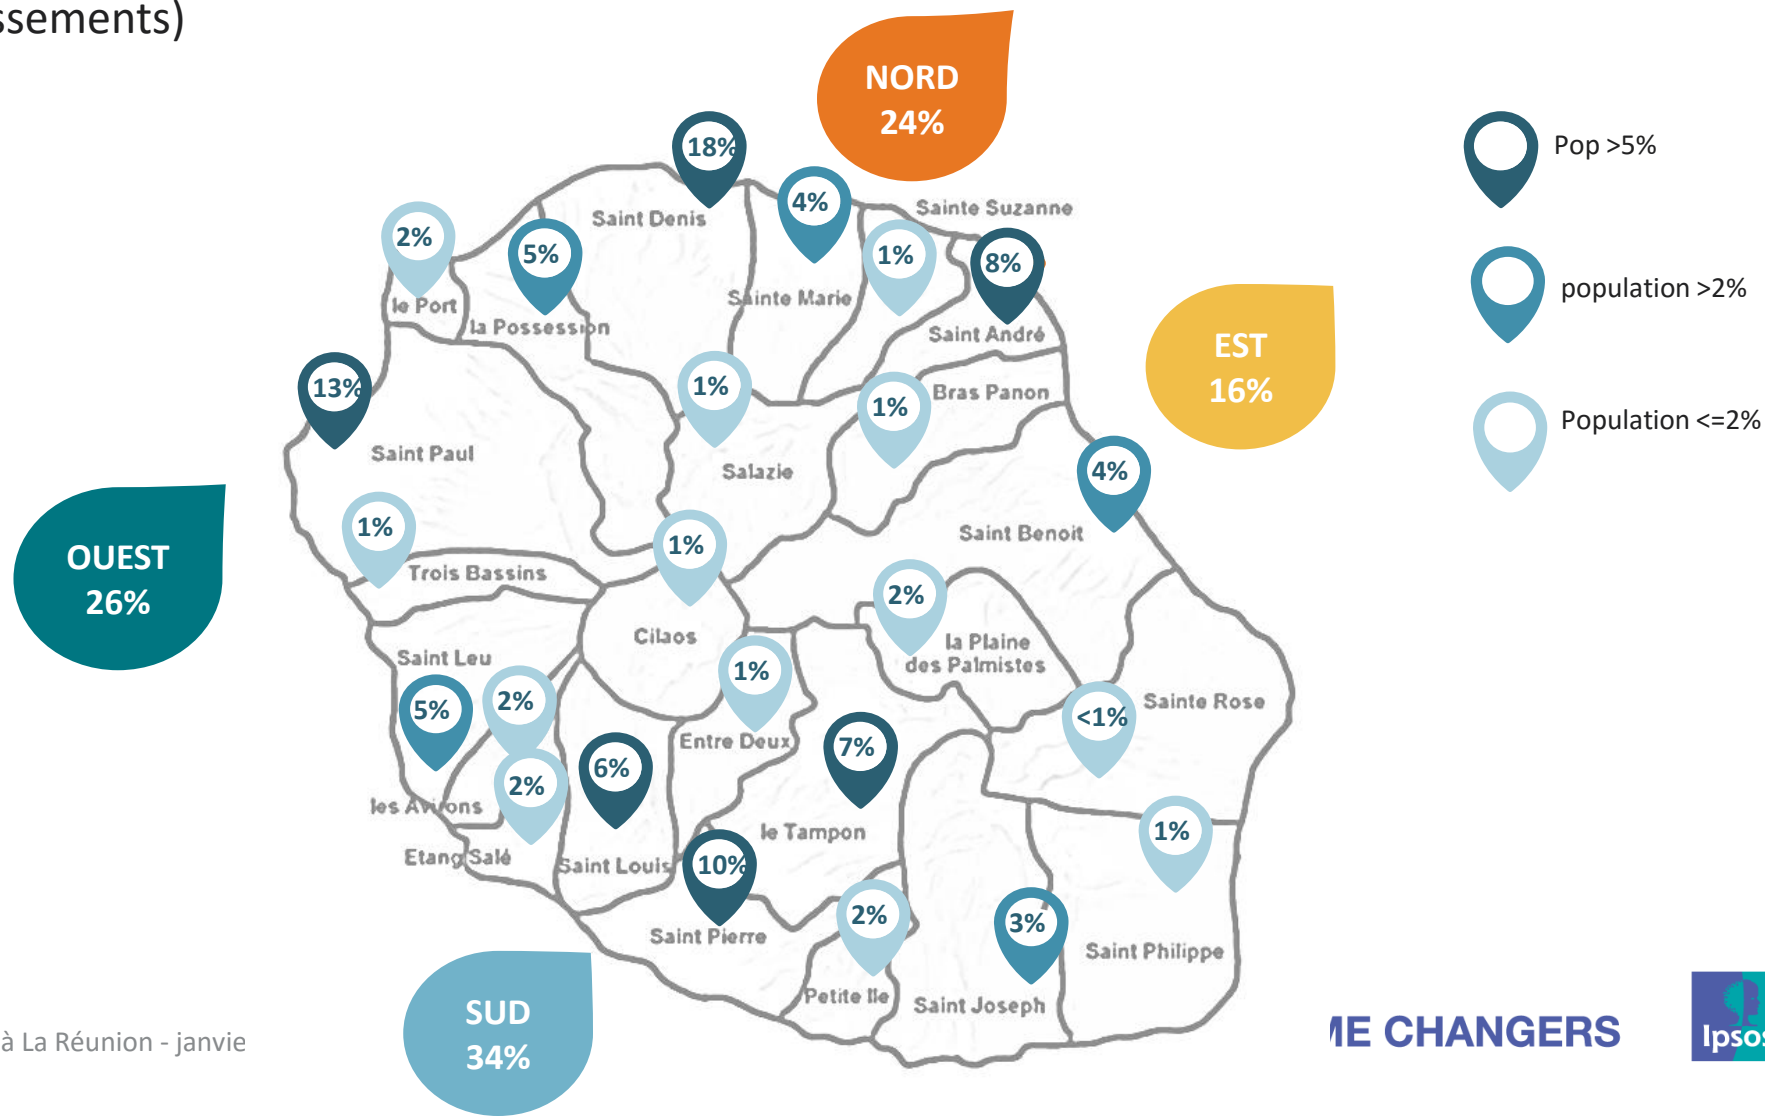 ssements)
NORD
24%
18%
Pop >5%
4%
Sainte Suzanne
Saint Denis
2%
5%
1%
8%
Sainte Marie
le Port
la Possession
Saint André
population >2%
EST
16%
13%
1%
1%
Bras Panon
Population <=2%
Saint Paul
Salazie
4%
1%
1%
Saint Benoit
OUEST
26%
Trois Bassins
2%
Cilaos
la Plaine
des Palmistes
Saint Leu
1%
5%
2%
<1%
Sainte Rose
Entre Deux
7%
6%
2%
les Avirons
le Tampon
1%
Etang Salé
Saint Louis
10%
2%
3%
Saint Pierre
Saint Philippe
Petite Ile
Saint Joseph
SUD
34%
à La Réunion - janvie
ME CHANGERS
Ipsos